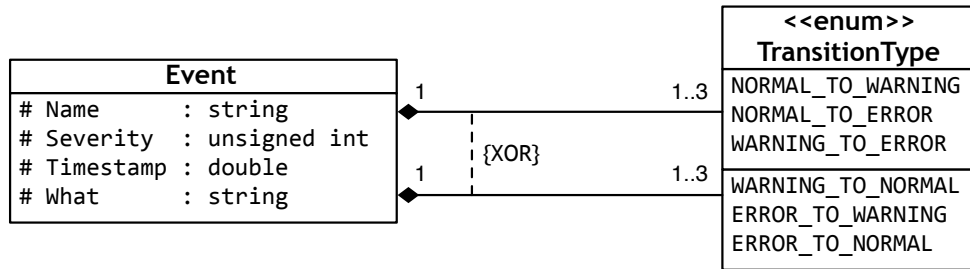 <<enum>>
TransitionType
Event
# Name : string
# Severity : unsigned int
# Timestamp : double
# What : string
1
1..3
{XOR}
1
1..3
NORMAL_TO_WARNING
NORMAL_TO_ERROR
WARNING_TO_ERROR
WARNING_TO_NORMAL
ERROR_TO_WARNING
ERROR_TO_NORMAL